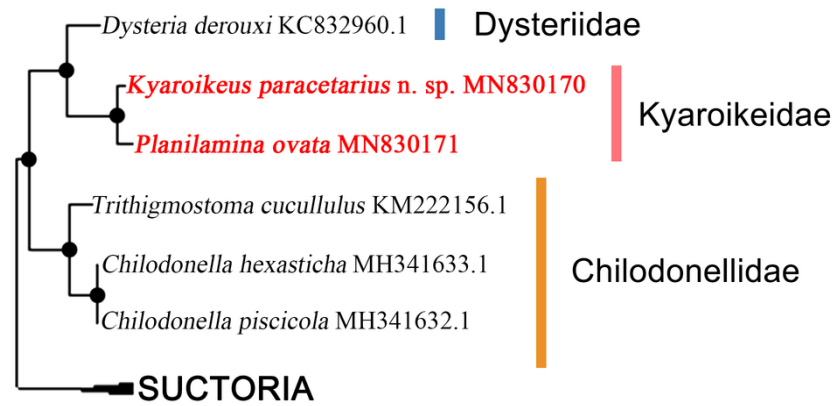 Dysteria derouxi KC832960.1
Dysteriidae
Kyaroikeus paracetarius n. sp. MN830170
Kyaroikeidae
Planilamina ovata MN830171
Trithigmostoma cucullulus KM222156.1
Chilodonella hexasticha MH341633.1
Chilodonellidae
Chilodonella piscicola MH341632.1
SUCTORIA